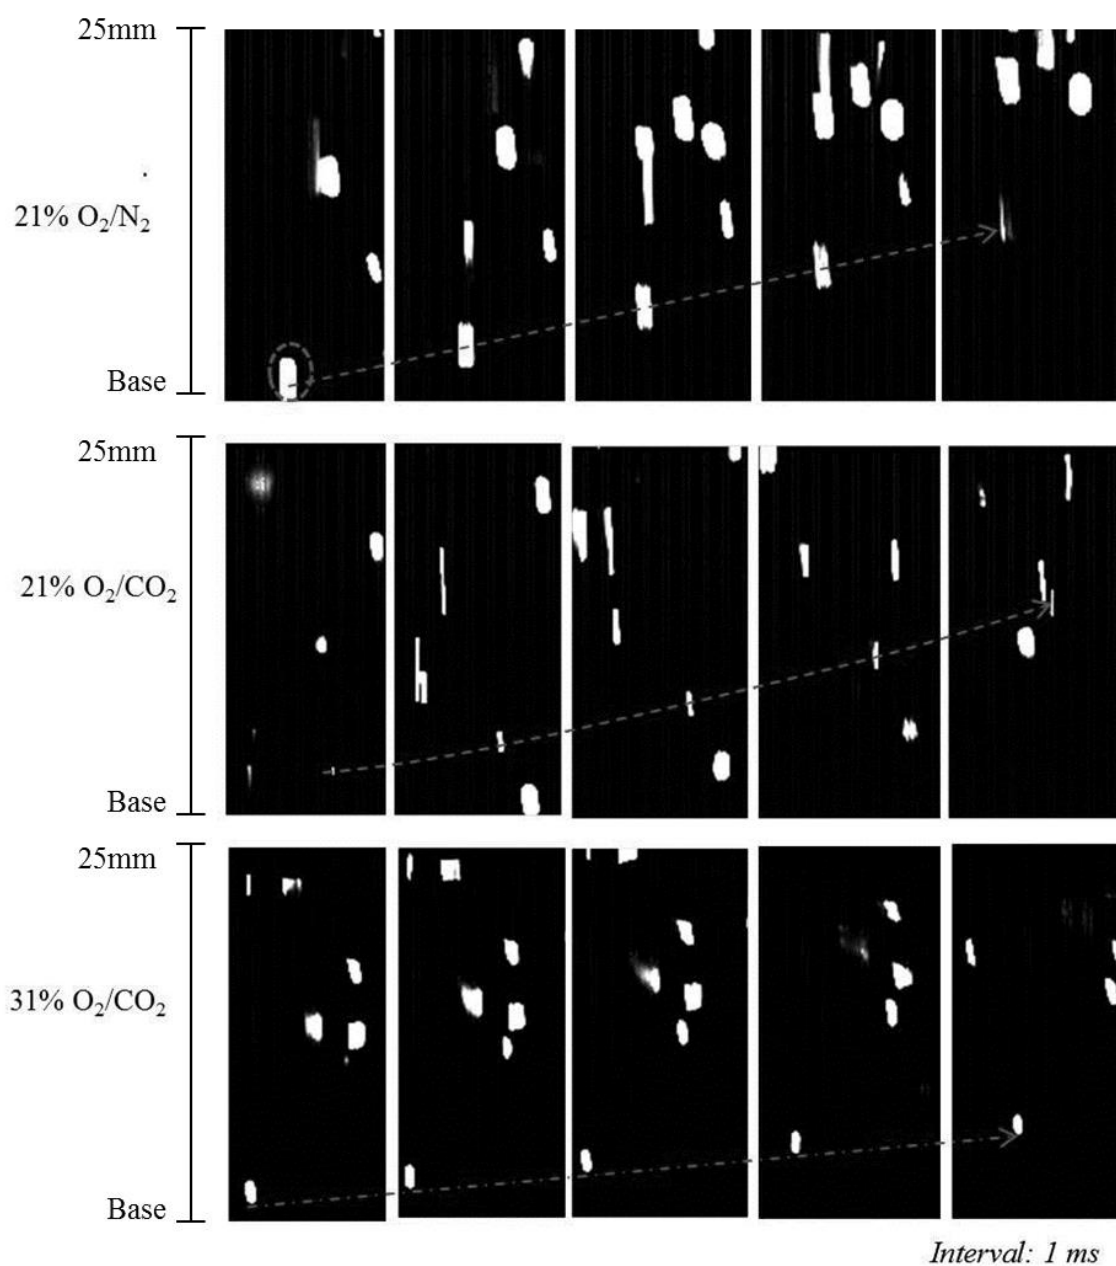 25mm
21% O₂/N₂
Base
25mm
21% O₂/CO₂
Base
25mm
31% O₂/CO₂
Base
Interval: 1 ms